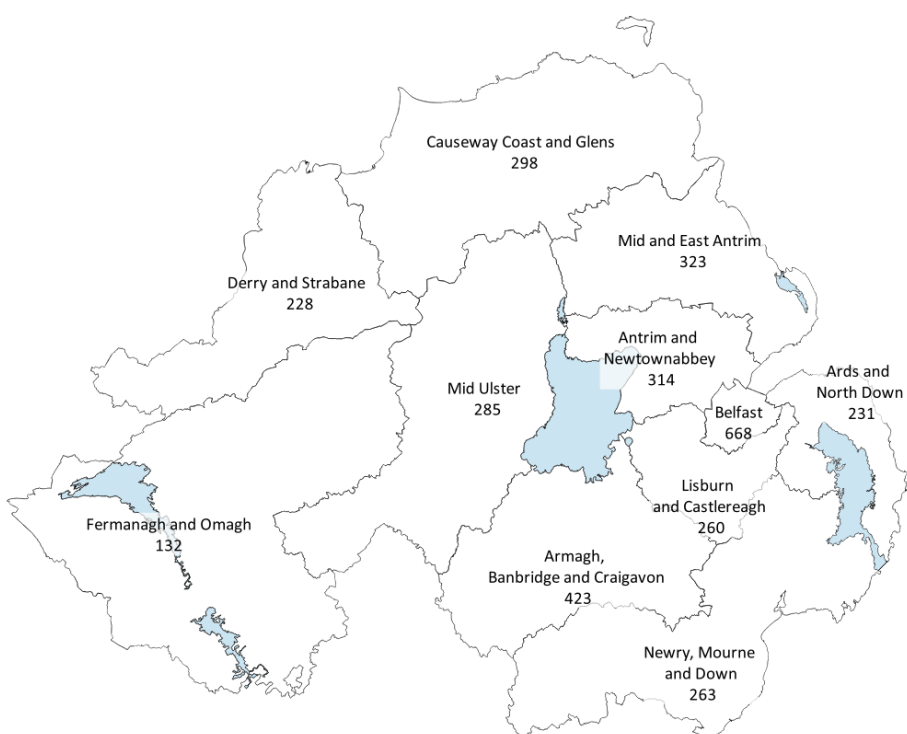 Causeway Coast and Glens
298
Mid and East Antrim
323
Derry and Strabane
228
Antrim and
Newtownabbey
314
Mid Ulster
285
Ards and
North Down
231
Belfast
668
Lisburn
and Castlereagh
260
Fermanagh and Omagh
132
Armagh,
Banbridge and Craigavon
423
Newry, Mourne
and Down
263